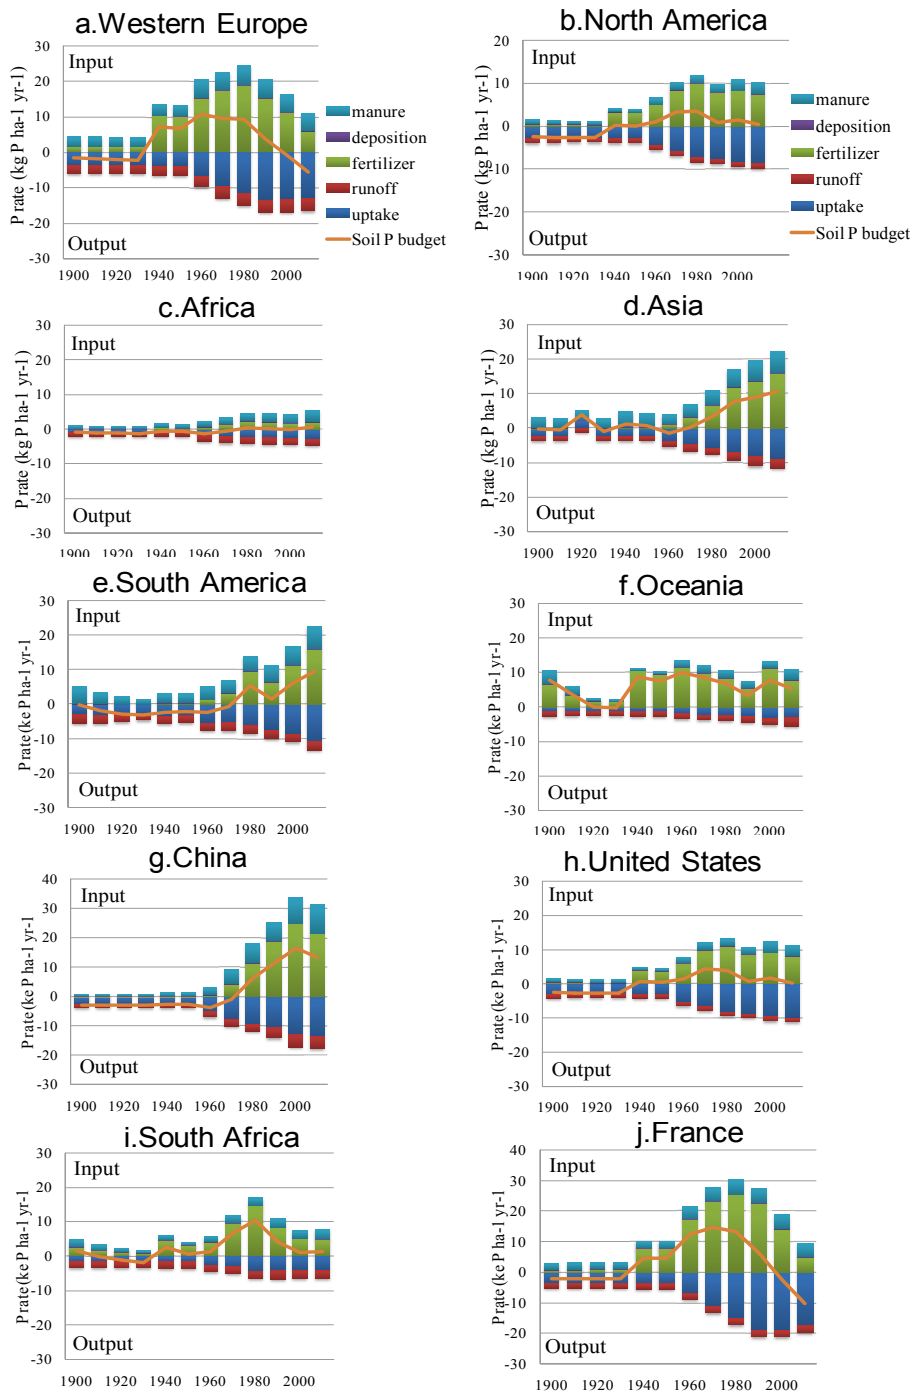 a.Western Europe
30
20
10
0
-10
-20
-30
P rate (kg P ha-1 yr-1)
Input
Output
1900 1920 1940 1960 1980 2000
manure
deposition
fertilizer
runoff
uptake
Soil P budget
b.North America
20
10
0
-10
-20
-30
P rate (kg P ha-1 yr-1)
Input
Output
1900 1920 1940 1960 1980 2000
manure
deposition
fertilizer
runoff
uptake
Soil P budget
c.Africa
30
20
10
0
-10
-20
-30
P rate (kg P ha-1 yr-1)
Input
Output
1900 1920 1940 1960 1980 2000
d.Asia
30
20
10
0
-10
-20
-30
P rate (kg P ha-1 yr-1)
Input
Output
1900 1920 1940 1960 1980 2000
e.South America
30
20
10
0
-10
-20
-30
P rate (ke P ha-1 yr-1
Input
Output
1900 1920 1940 1960 1980 2000
f.Oceania
30
20
10
0
-10
-20
-30
P rate (ke P ha-1 yr-1
Input
Output
1900 1920 1940 1960 1980 2000
g.China
40
30
20
10
0
-10
-20
-30
P rate (ke P ha-1 yr-1
Input
Output
1900 1920 1940 1960 1980 2000
h.United States
30
20
10
0
-10
-20
-30
P rate (ke P ha-1 yr-1
Input
Output
1900 1920 1940 1960 1980 2000
i.South Africa
30
20
10
0
-10
-20
-30
P rate (ke P ha-1 yr-1
Input
Output
1900 1920 1940 1960 1980 2000
j.France
40
30
20
10
0
-10
-20
-30
P rate (ke P ha-1 yr-1
Input
Output
1900 1920 1940 1960 1980 2000